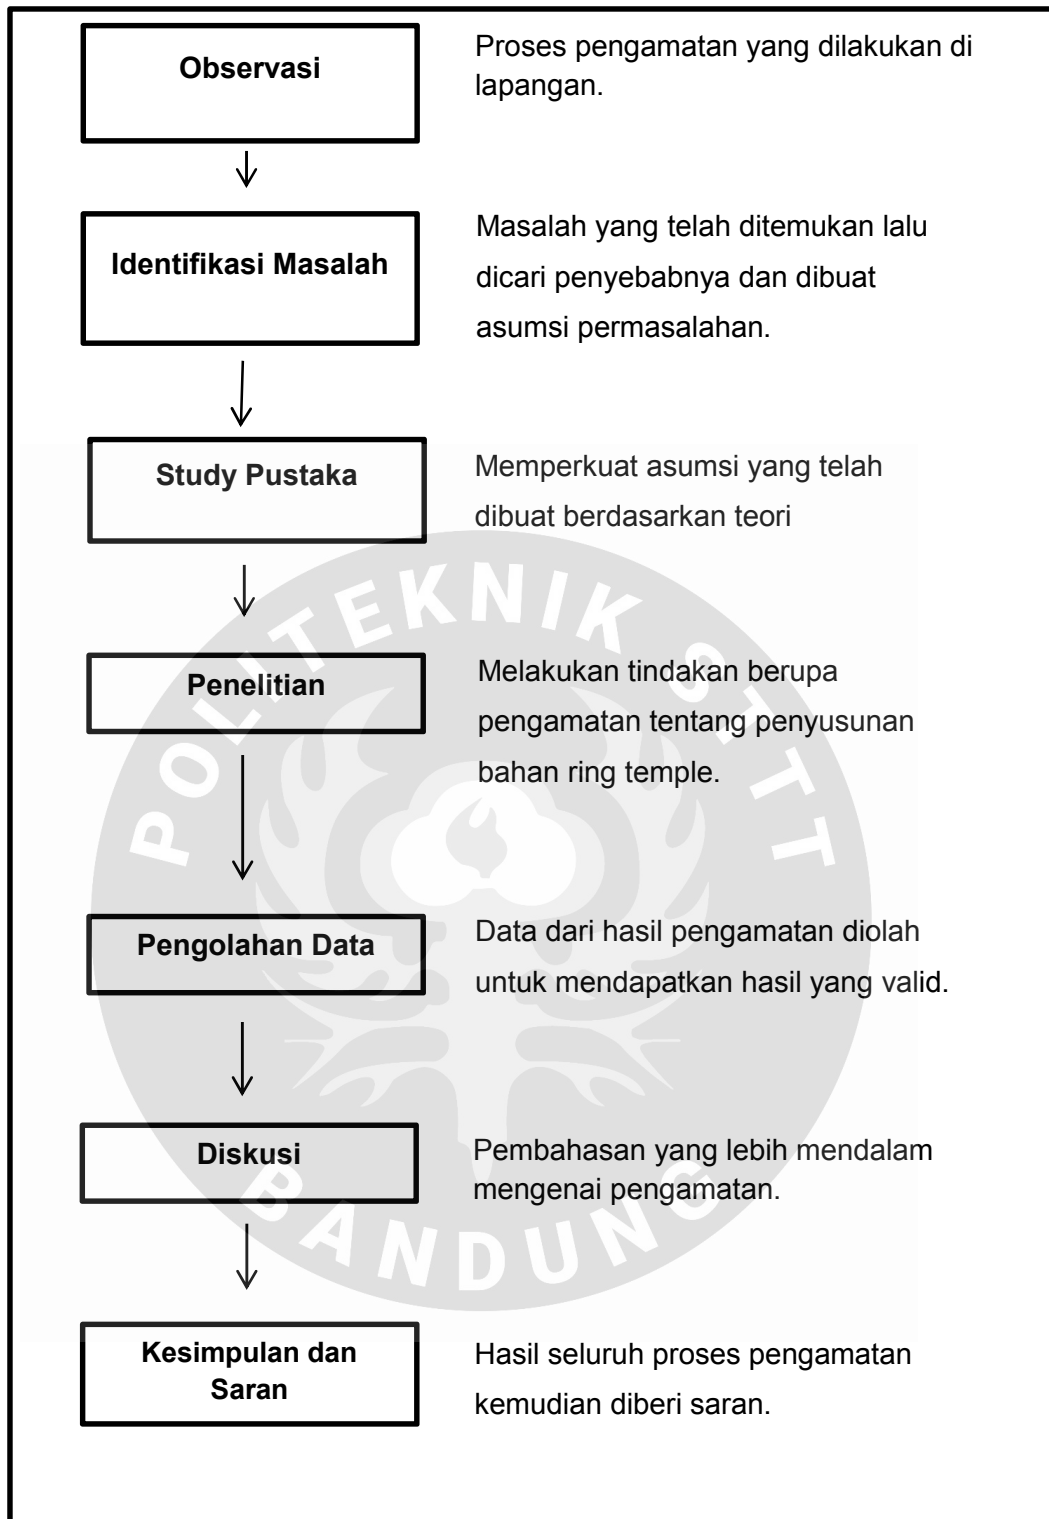 Observasi
Proses pengamatan yang dilakukan di
lapangan.
Identifikasi Masalah
Masalah yang telah ditemukan lalu
dicari penyebabnya dan dibuat
asumsi permasalahan.
Study Pustaka
Memperkuat asumsi yang telah
dibuat berdasarkan teori
Penelitian
Melakukan tindakan berupa
pengamatan tentang penyusunan
bahan ring temple.
Pengolahan Data
Data dari hasil pengamatan diolah
untuk mendapatkan hasil yang valid.
Diskusi
Pembahasan yang lebih mendalam
mengenai pengamatan.
Kesimpulan dan
Saran
Hasil seluruh proses pengamatan
kemudian diberi saran.
POLITEKNIK STTT
BANDUNG